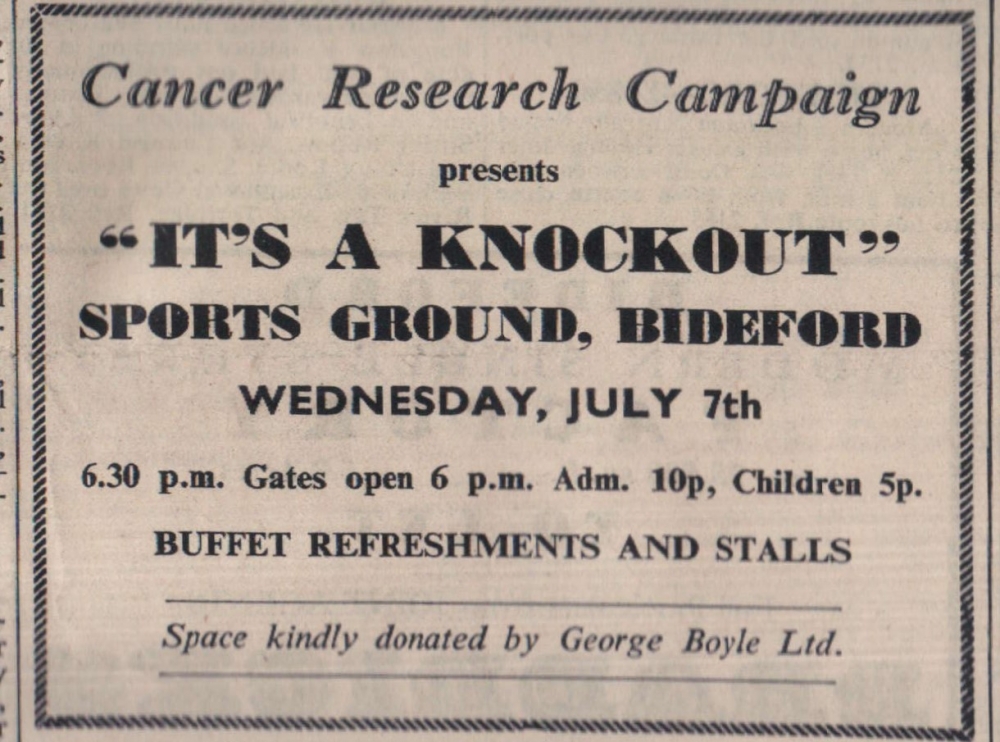 Cancer Research Campaign
presents
“IT'S A KNOCKOUT”
SPORTS GROUND, BIDEFORD
WEDNESDAY, JULY 7th
6.30 p.m. Gates open 6 p.m. Adm. 10p, Children 5p.
BUFFET REFRESHMENTS AND STALLS
Space kindly donated by George Boyle Ltd.